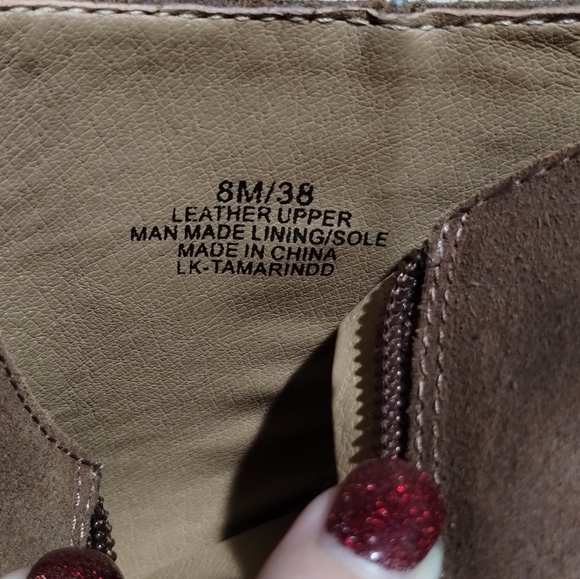 8M/38
LEATHER UPPER
MAN MADE LINING/SOLE
MADE IN CHINA
LK-TAMARINDD